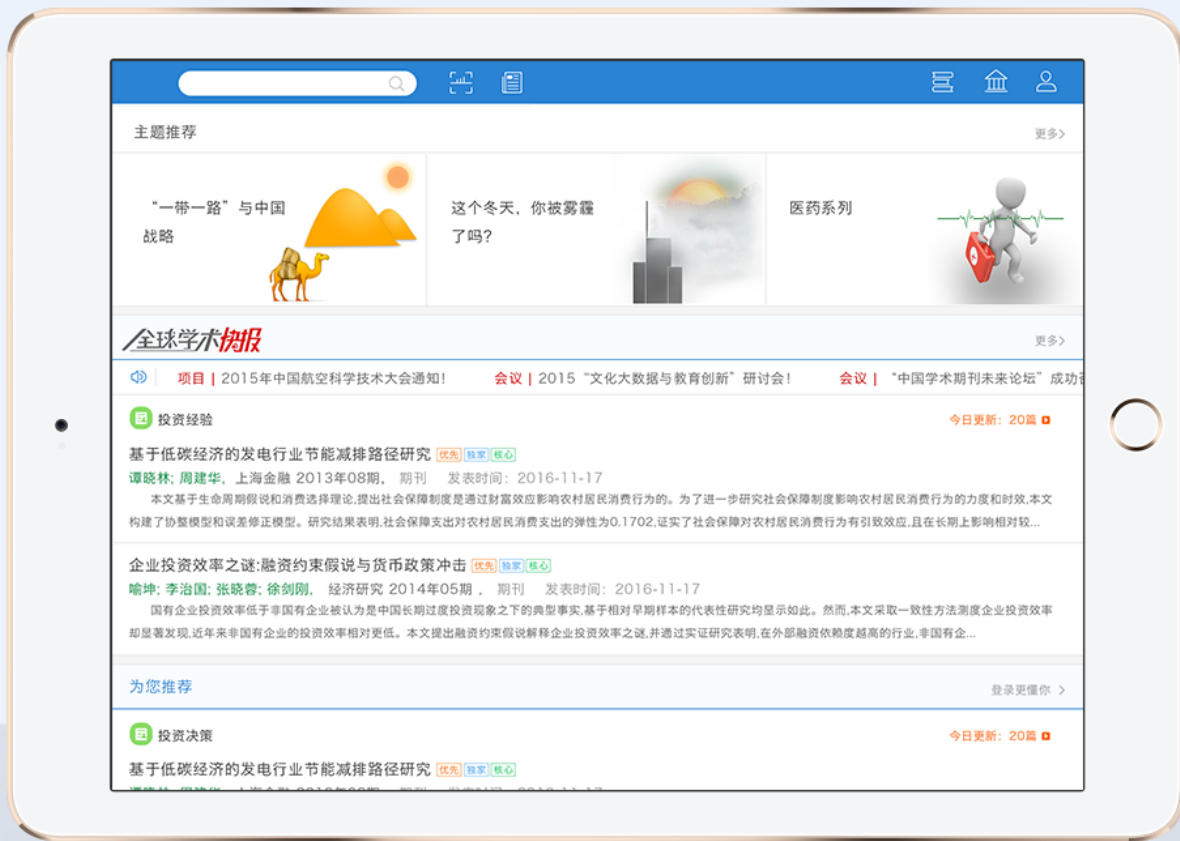 主题推荐
更多>
“一带一路”与中国
战略
这个冬天，你被雾霾
了吗？
医药系列
全球学术快报
更多>
项目 | 2015年中国航空科学技术大会通知！ 会议 | 2015“文化大数据与教育创新”研讨会！ 会议 | “中国学术期刊未来论坛”成功
投资经验
今日更新：20篇
基于低碳经济的发电行业节能减排路径研究 优先 独家 核心
谭晓林; 周建华, 上海金融 2013年08期, 期刊 发表时间：2016-11-17
本文基于生命周期假说和消费选择理论,提出社会保障制度是通过财富效应影响农村居民消费行为的。为了进一步研究社会保障制度影响农村居民消费行为的力度和时效,本文
构建了协整模型和误差修正模型。研究结果表明,社会保障支出对农村居民消费支出的弹性为0.1702,证实了社会保障对农村居民消费行为有引致效应,且在长期上影响相对较...
企业投资效率之谜:融资约束假说与货币政策冲击 优先 独家 核心
喻坤; 李治国; 张晓蓉; 徐剑刚, 经济研究 2014年05期 , 期刊 发表时间：2016-11-17
国有企业投资效率低于非国有企业被认为是中国长期过度投资现象之下的典型事实,基于相对早期样本的代表性研究均显示如此。然而,本文采取一致性方法测度企业投资效率
却显著发现,近年来非国有企业的投资效率相对更低。本文提出融资约束假说解释企业投资效率之谜,并通过实证研究表明,在外部融资依赖度越高的行业,非国有企...
为您推荐
登录更懂你 >
投资决策
今日更新：20篇
基于低碳经济的发电行业节能减排路径研究 优先 独家 核心